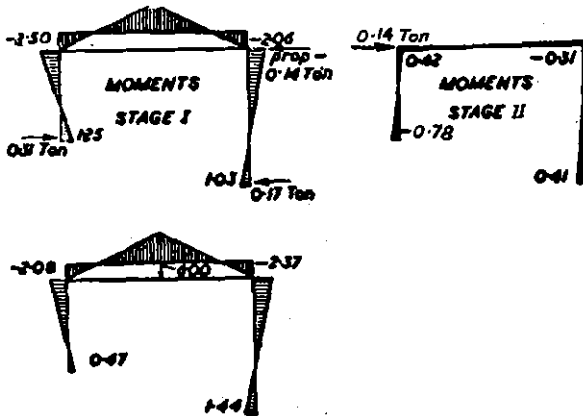 -2.50
-2.06
prop =
0.14 Ton
MOMENTS
STAGE I
0.31 Ton
1.25
1.03
0.17 Ton
0.14 Ton
0.42
-0.31
MOMENTS
STAGE II
-0.78
0.41
-2.08
-2.37
4.00
0.47
1.44